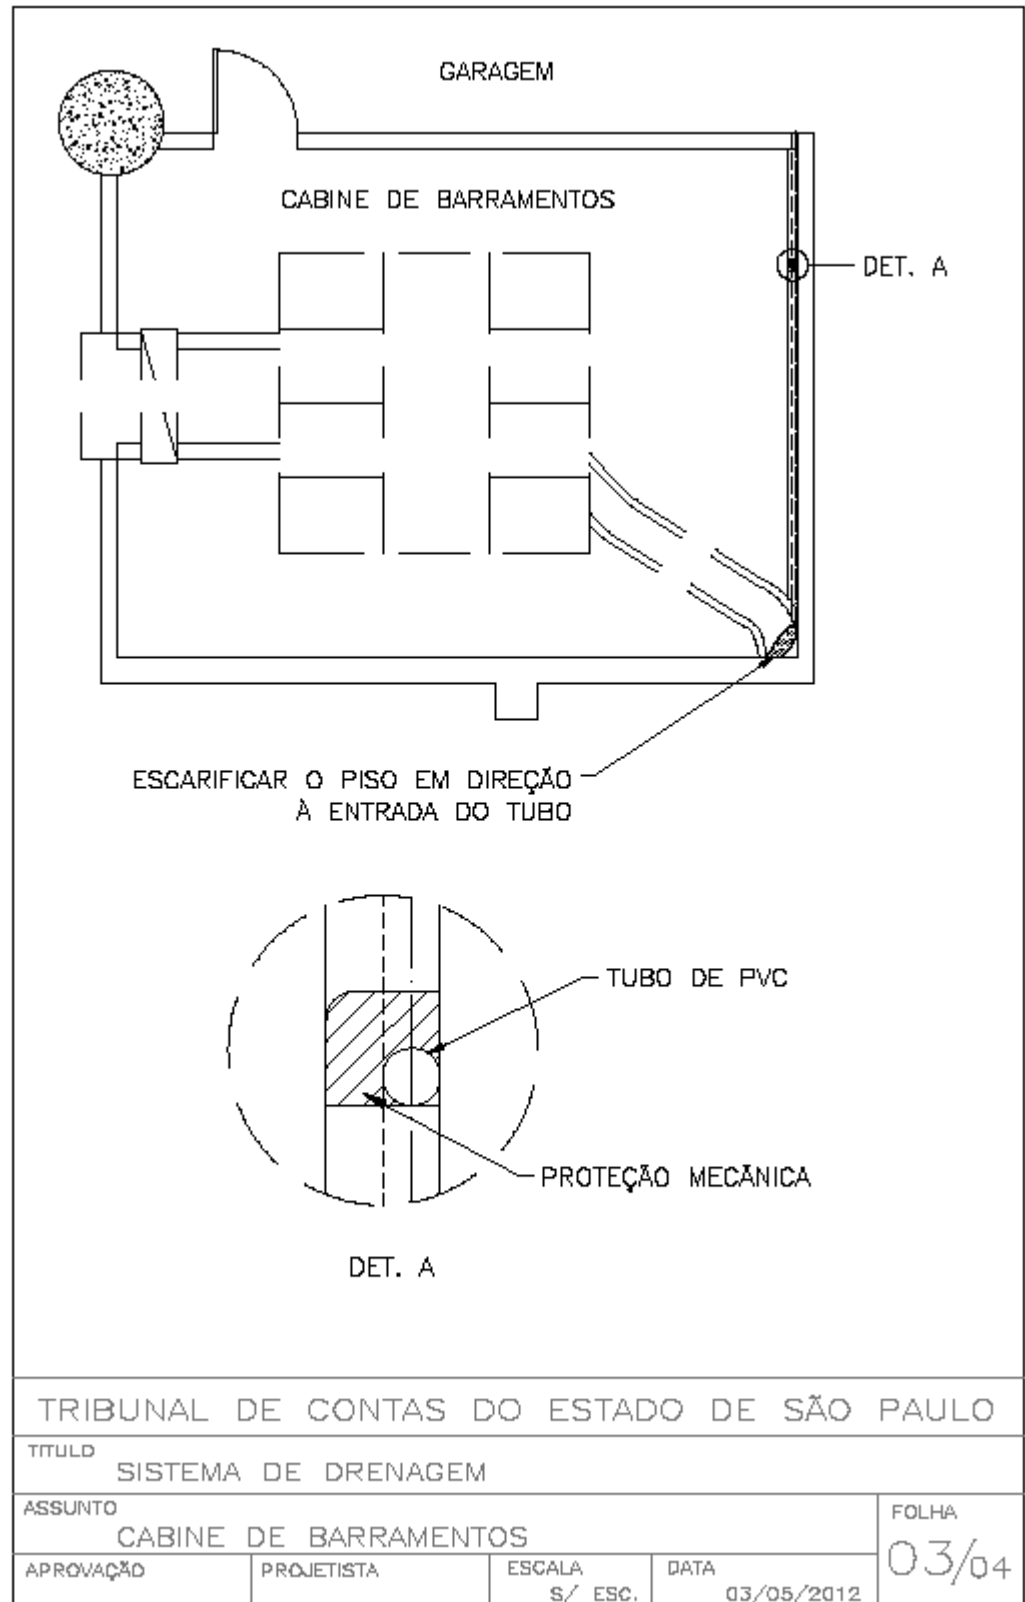 GARAGEM
CABINE DE BARRAMENTOS
DET. A
ESCARIFICAR O PISO EM DIREÇÃO
À ENTRADA DO TUBO
TUBO DE PVC
PROTEÇÃO MECÂNICA
DET. A
TRIBUNAL DE CONTAS DO ESTADO DE SÃO PAULO
TITULO
SISTEMA DE DRENAGEM
ASSUNTO
CABINE DE BARRAMENTOS
FOLHA
03/04
APROVAÇÃO
PROJETISTA
ESCALA
S/ ESC.
DATA
03/05/2012